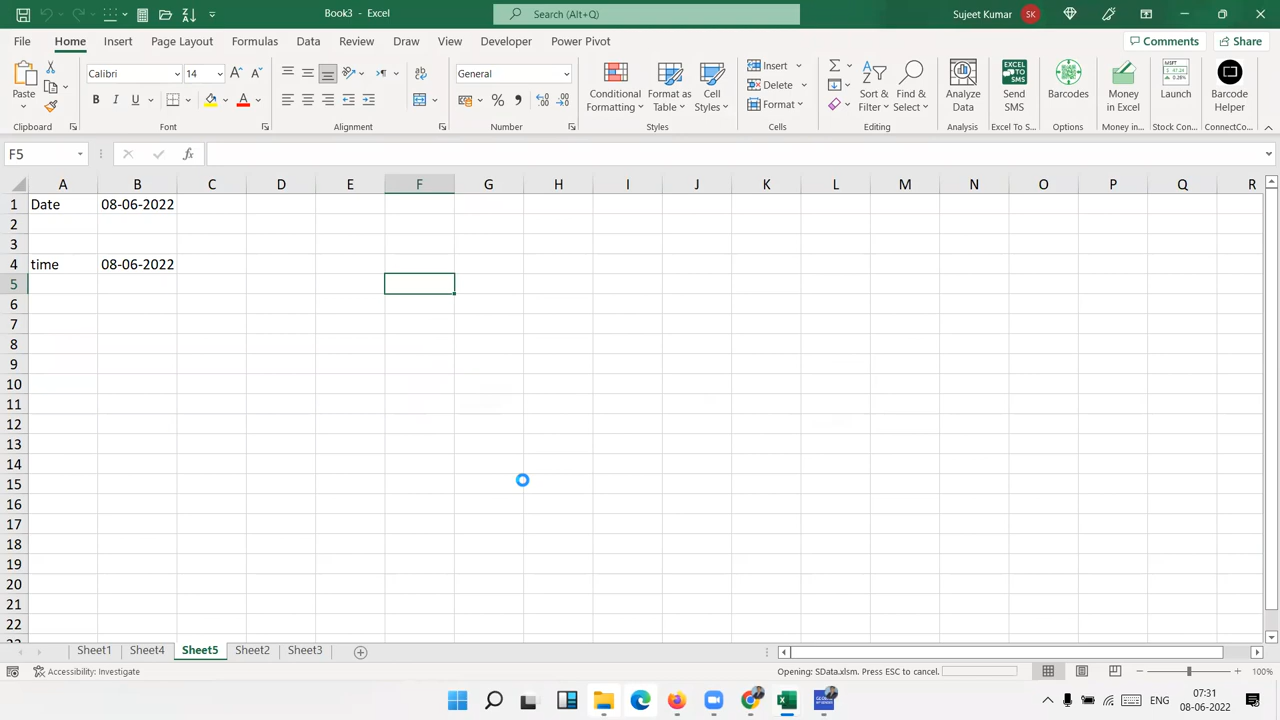 Book3 - Excel
Search (Alt+Q)
Sujeet Kumar
SK
File Home Insert Page Layout Formulas Data Review Draw View Developer Power Pivot
Comments
Share
Paste
Calibri
14
B I U
General
Conditional Formatting
Format as Table
Cell Styles
Insert
Delete
Format
Sort & Filter
Find & Select
Analyze Data
Send SMS
Barcodes
Money in Excel
Launch
Barcode Helper
Clipboard
Font
Alignment
Number
Styles
Cells
Editing
Analysis
Excel To S...
Options
Money in...
Stock Con...
ConnectCo...
F5
fx
A B C D E F G H I J K L M N O P Q R
1 Date 08-06-2022
2
3
4 time 08-06-2022
5
6
7
8
9
10
11
12
13
14
15
16
17
18
19
20
21
22
Sheet1 Sheet4 Sheet5 Sheet2 Sheet3
Accessibility: Investigate
Opening: SData.xlsm. Press ESC to cancel.
100%
ENG
07:31
08-06-2022